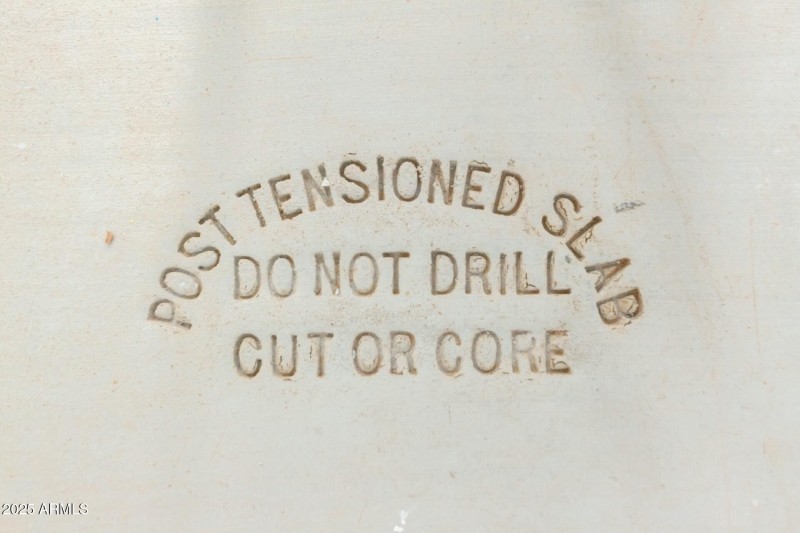 POST TENSIONED SLAB
DO NOT DRILL
CUT OR CORE
2025 ARMLS